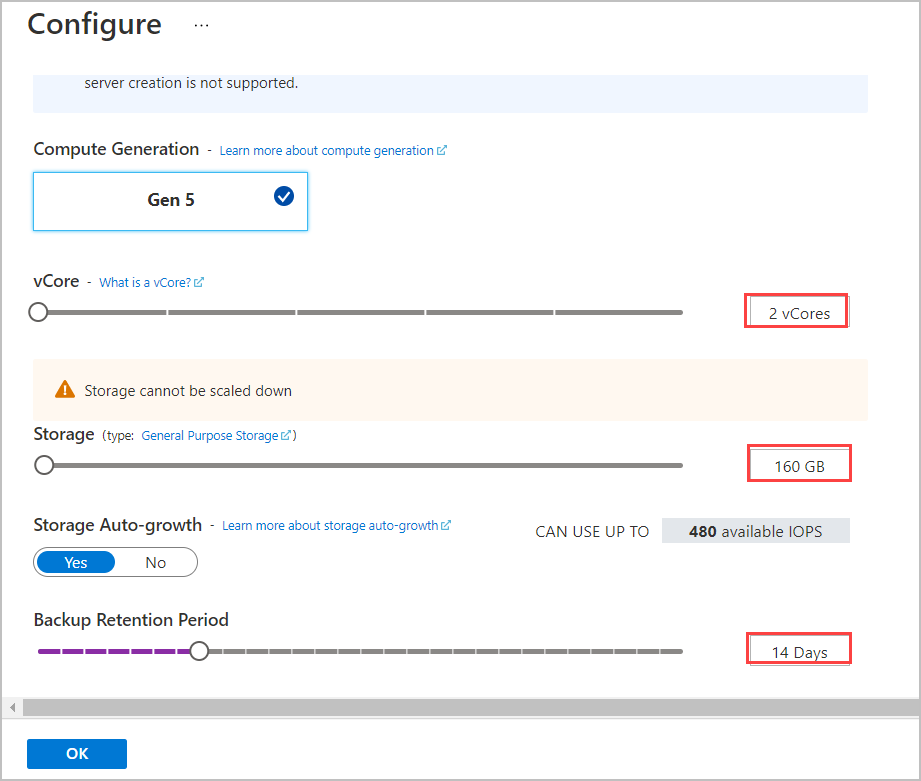 Configure ...
server creation is not supported.
Compute Generation - Learn more about compute generation
Gen 5
vCore - What is a vCore?
2 vCores
Storage cannot be scaled down
Storage (type: General Purpose Storage)
160 GB
Storage Auto-growth - Learn more about storage auto-growth
CAN USE UP TO 480 available IOPS
Yes No
Backup Retention Period
14 Days
OK